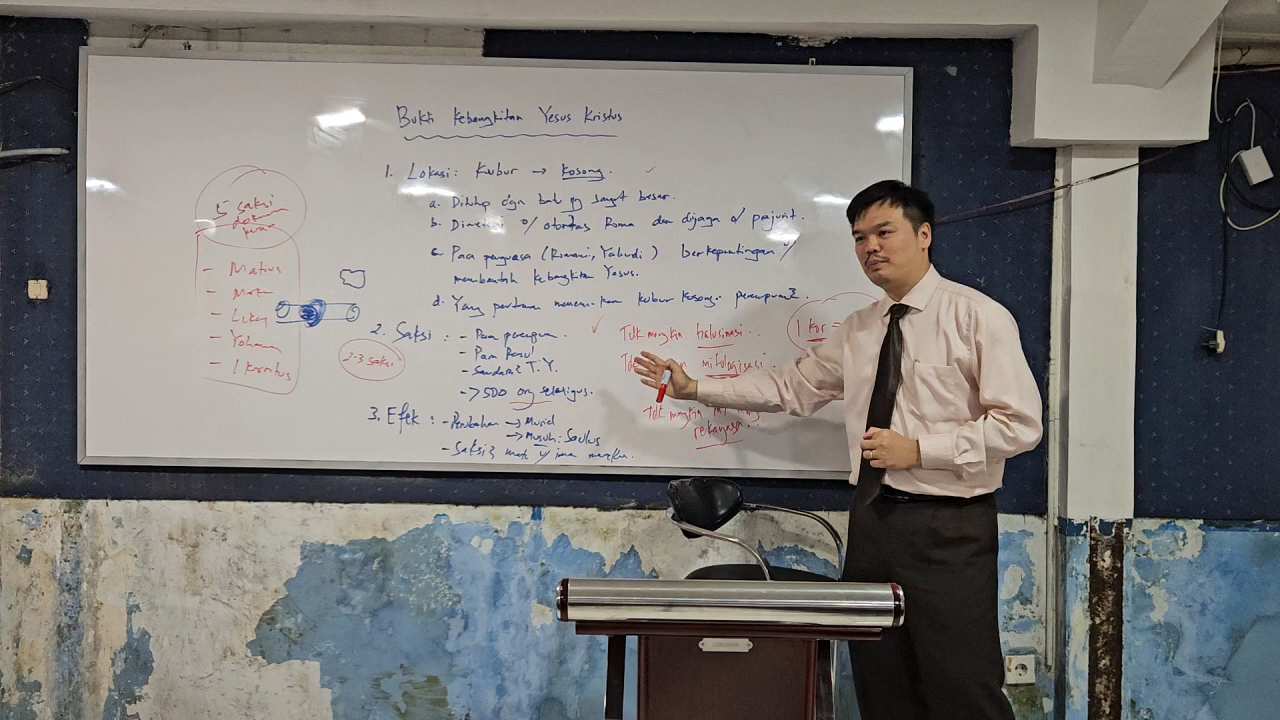 Bukti Kebangkitan Yesus Kristus
1. Lokasi: Kubur → kosong.
a. Ditutup dgn batu yg sangat besar.
b. Dimeterai o/ otoritas Roma dan dijaga o/ prajurit.
c. Para penguasa (Romawi, Yahudi) berkepentingan u/
membantah kebangkitan Yesus.
d. Yang pertama menemukan kubur kosong: perempuan2.
2. Saksi: - Para perempuan.
- Para Rasul
- Saudara2 T.Y.
- >500 org sekaligus.
3. Efek: - Perubahan → Murid
→ Musuh: Saulus
- Saksi2 mati u/ iman mereka.
5 saksi
- Matius
- Mark
- Lukas
- Yohanes
- 1 Korintus
2-3 saksi
Tdk mungkin halusinasi..
mitologisasi.
Tdk mungkin
rekayasa.
1 Kor =